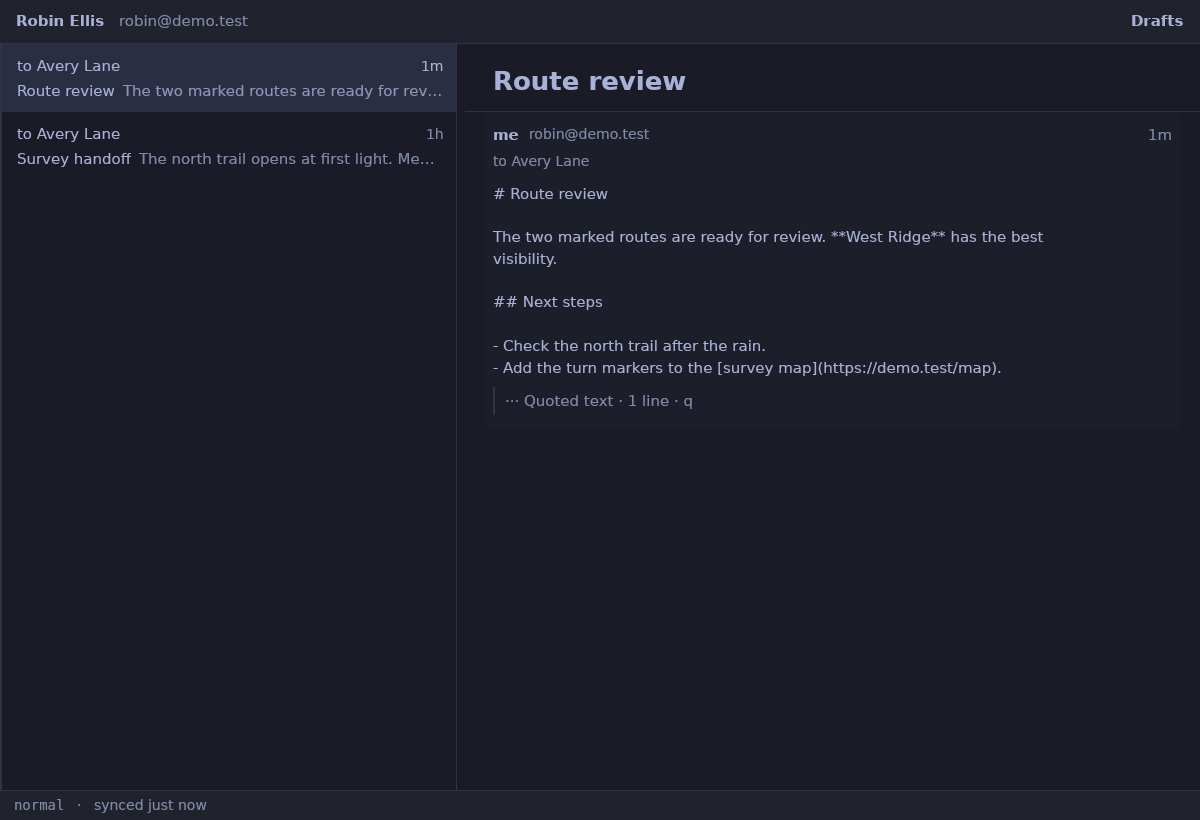 Robin Ellis robin@demo.test Drafts
to Avery Lane 1m
Route review The two marked routes are ready for rev…
to Avery Lane 1h
Survey handoff The north trail opens at first light. Me…
Route review
me robin@demo.test 1m
to Avery Lane
# Route review
The two marked routes are ready for review. **West Ridge** has the best
visibility.
## Next steps
- Check the north trail after the rain.
- Add the turn markers to the [survey map](https://demo.test/map).
··· Quoted text · 1 line · q
normal · synced just now